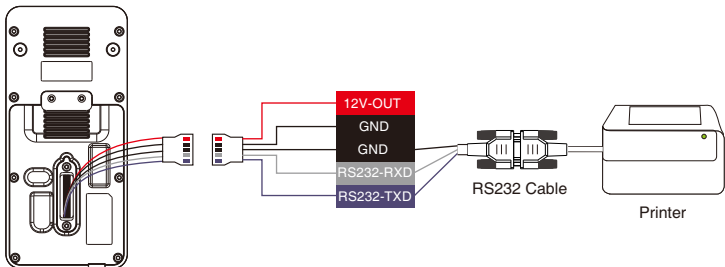 12V-OUT
GND
GND
RS232-RXD
RS232-TXD
RS232 Cable
Printer